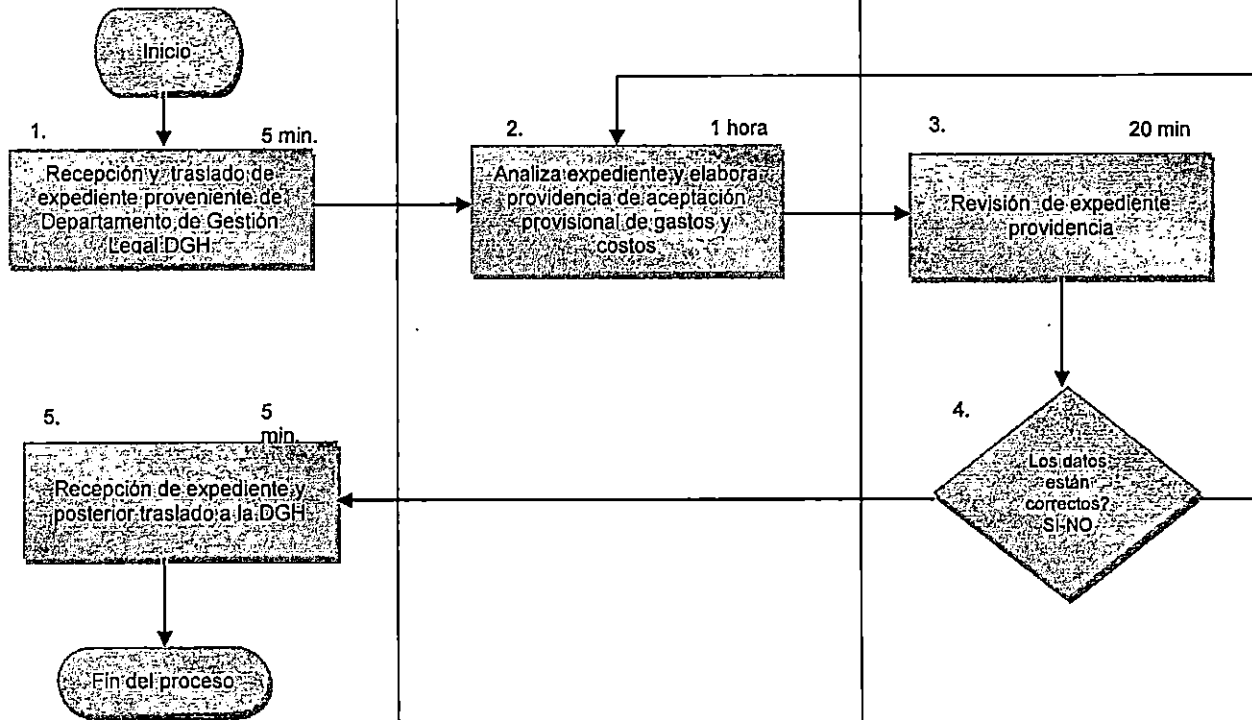 Inicio
1.
5 min.
Recepción y traslado de
expediente proveniente de
Departamento de Gestión
Legal DGH
2.
1 hora
Analiza expediente y elabora
providencia de aceptación
provisional de gastos y
costos
3.
20 min
Revisión de expediente
providencia
4.
Los datos
están
correctos?
SI-NO
5.
5
min.
Recepción de expediente y
posterior traslado a la DGH
Fin del proceso